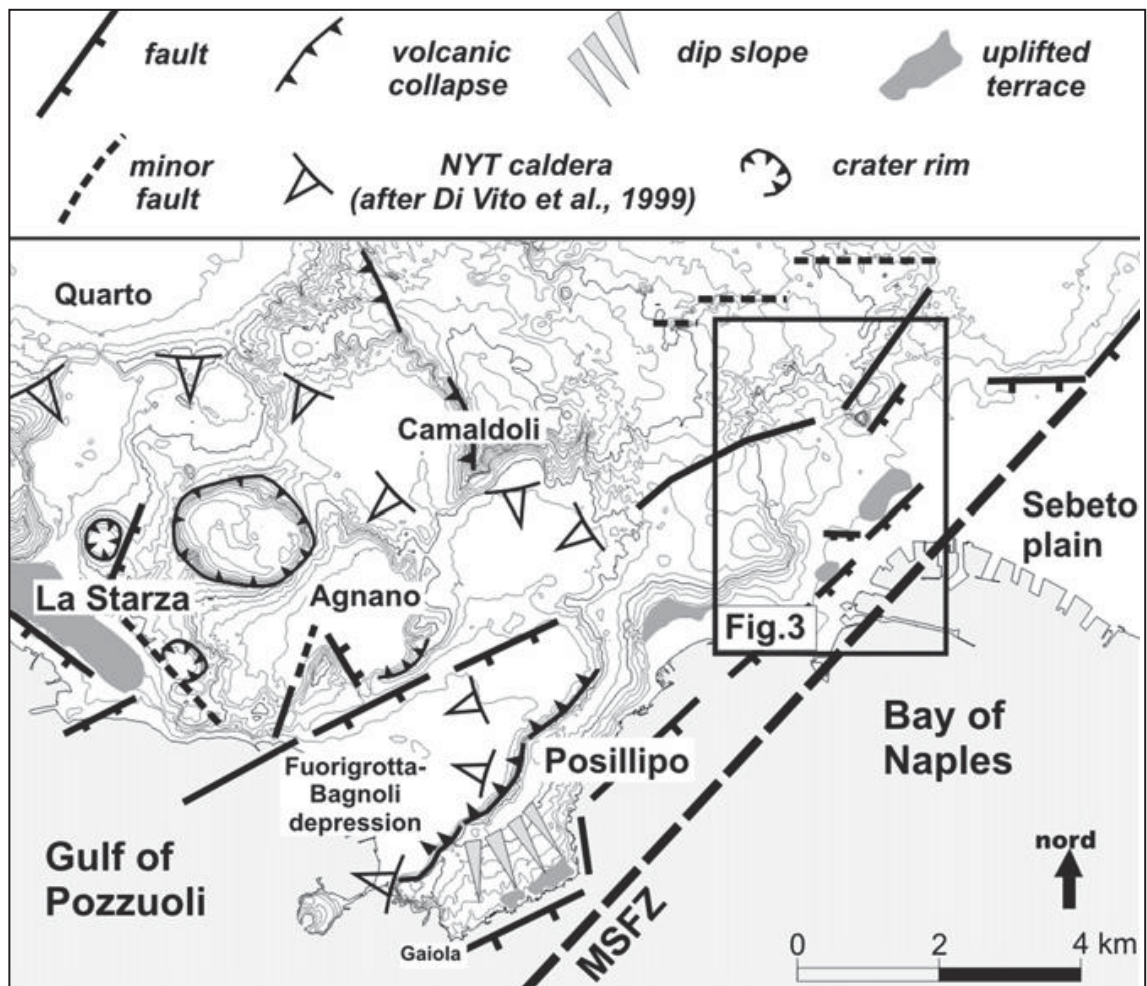 fault
volcanic
collapse
dip slope
uplifted
terrace
minor
fault
NYT caldera
(after Di Vito et al., 1999)
crater rim
Quarto
Camaldoli
Sebeto
plain
La Starza
Agnano
Fig.3
Bay of
Naples
Posillipo
Fuorigrotta-
Bagnoli
depression
Gulf of
Pozzuoli
nord
MSFZ
Gaiola
0 2 4 km